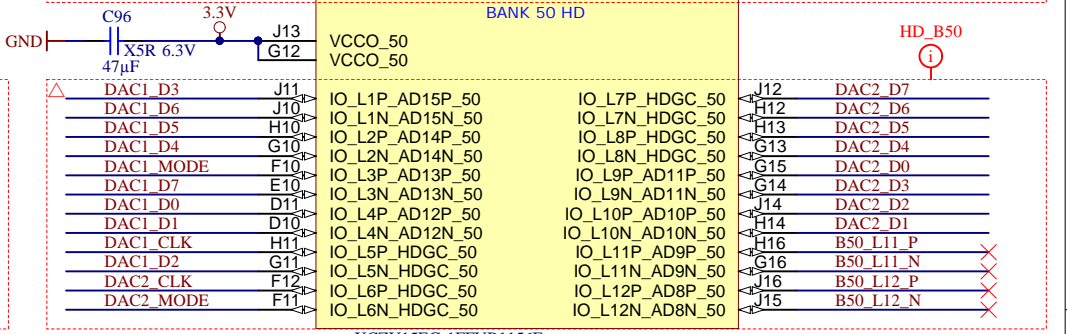 BANK 50 HD
C96
3.3V
GND
X5R 6.3V
47µF
J13 VCCO_50
G12 VCCO_50
HD_B50
i
DAC1_D3 J11 IO_L1P_AD15P_50 IO_L7P_HDGC_50 J12 DAC2_D7
DAC1_D6 J10 IO_L1N_AD15N_50 IO_L7N_HDGC_50 H12 DAC2_D6
DAC1_D5 H10 IO_L2P_AD14P_50 IO_L8P_HDGC_50 H13 DAC2_D5
DAC1_D4 G10 IO_L2N_AD14N_50 IO_L8N_HDGC_50 G13 DAC2_D4
DAC1_MODE F10 IO_L3P_AD13P_50 IO_L9P_AD11P_50 G15 DAC2_D0
DAC1_D7 E10 IO_L3N_AD13N_50 IO_L9N_AD11N_50 G14 DAC2_D3
DAC1_D0 D11 IO_L4P_AD12P_50 IO_L10P_AD10P_50 J14 DAC2_D2
DAC1_D1 D10 IO_L4N_AD12N_50 IO_L10N_AD10N_50 H14 DAC2_D1
DAC1_CLK H11 IO_L5P_HDGC_50 IO_L11P_AD9P_50 H16 B50_L11_P
DAC1_D2 G11 IO_L5N_HDGC_50 IO_L11N_AD9N_50 G16 B50_L11_N
DAC2_CLK F12 IO_L6P_HDGC_50 IO_L12P_AD8P_50 J16 B50_L12_P
DAC2_MODE F11 IO_L6N_HDGC_50 IO_L12N_AD8N_50 J15 B50_L12_N